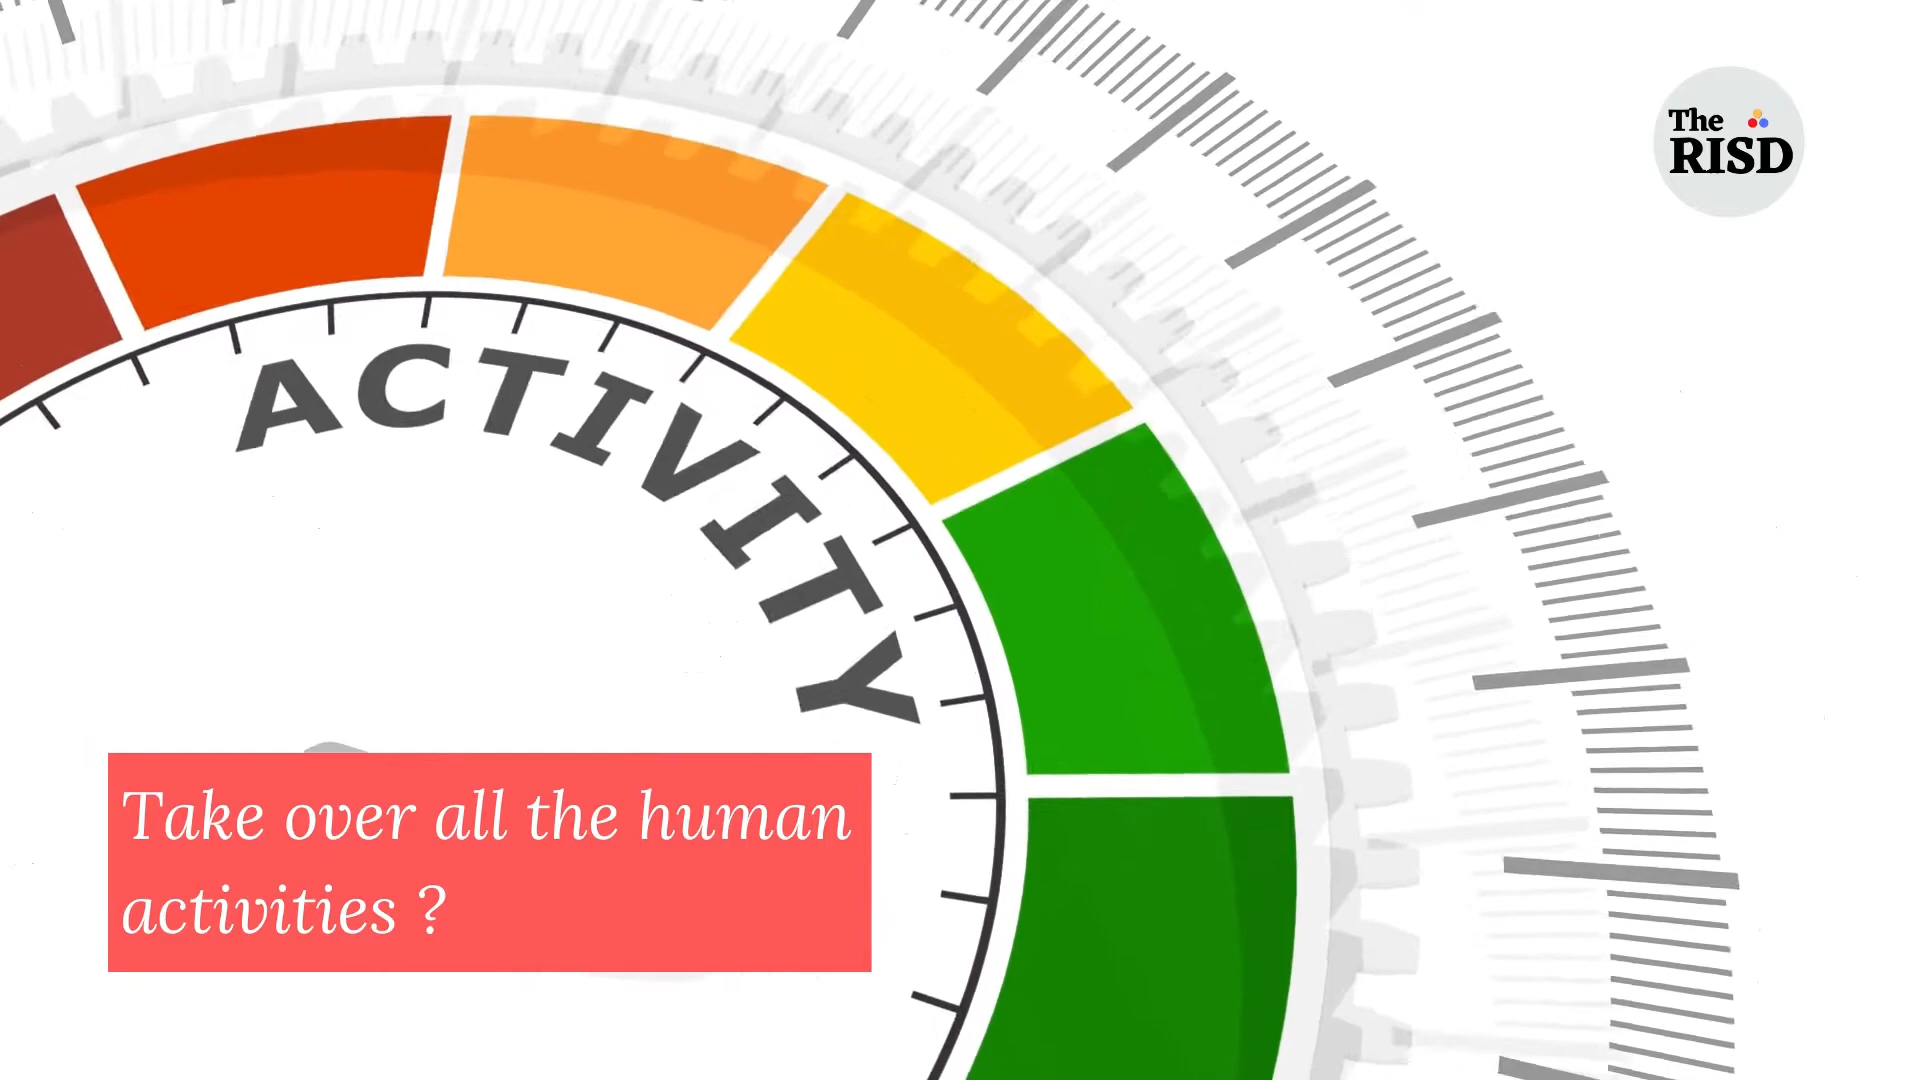 The
RISD
ACTIVITY
Take over all the human
activities ?